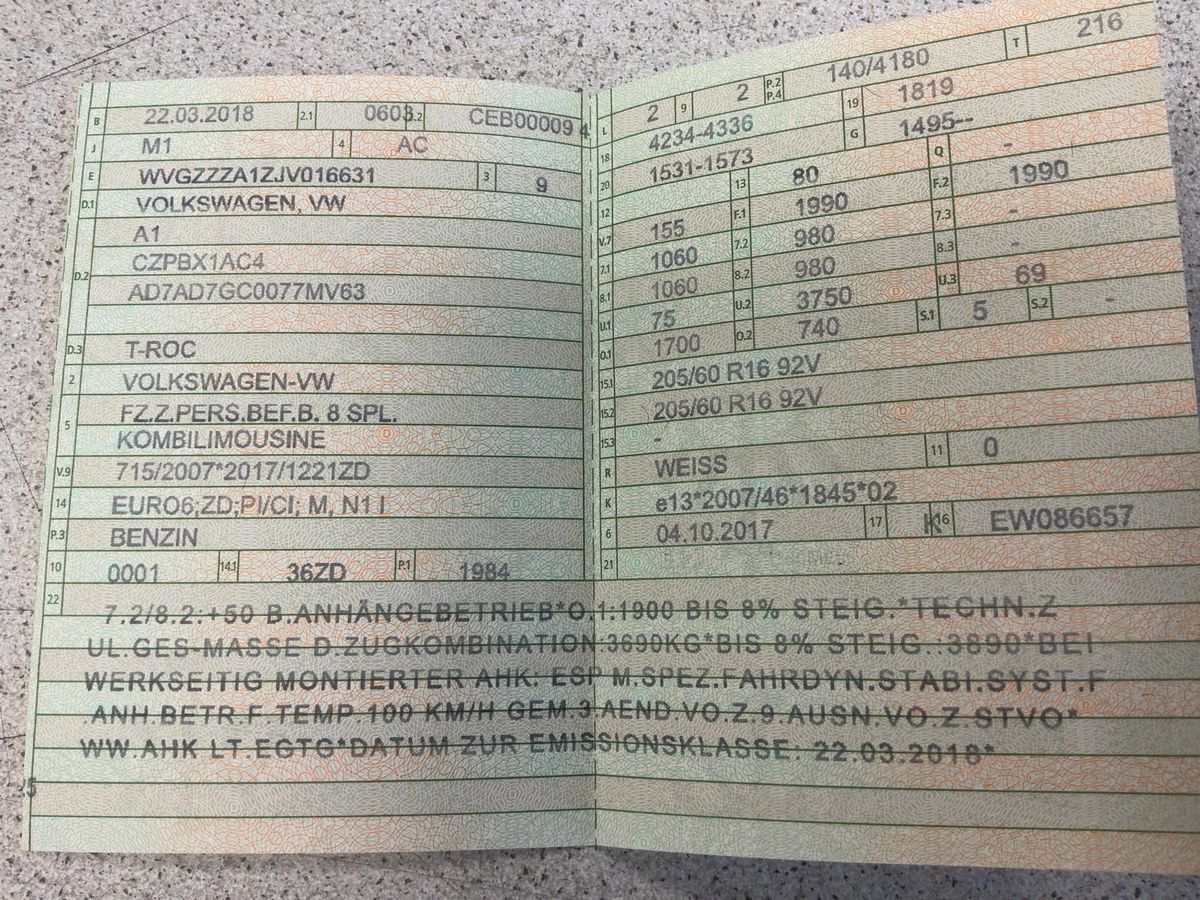 B 22.03.2018 2.1 0603 2.2 CEB00009 4
J M1 4 AC
E WVGZZZA1ZJV016631 3 9
D.1 VOLKSWAGEN, VW
A1
D.2 CZPBX1AC4
AD7AD7GC0077MV63
D.3 T-ROC
2 VOLKSWAGEN-VW
5 FZ.Z.PERS.BEF.B. 8 SPL.
KOMBILIMOUSINE
V.9 715/2007*2017/1221ZD
14 EURO6;ZD;PI/CI; M, N1 I
P.3 BENZIN
10 0001 14.1 36ZD P.1 1984
L 2 9 2 P.2 P.4 140/4180 T 216
18 4234-4336 19 1819
20 1531-1573 G 1495--
12 13 80 Q -
V.7 155 F.1 1990 F.2 1990
7.1 1060 7.2 980 7.3 -
8.1 1060 8.2 980 8.3 -
U.1 75 U.2 3750 U.3 69
O.1 1700 O.2 740 S.1 5 S.2 -
15.1 205/60 R16 92V
15.2 205/60 R16 92V
15.3 -
R WEISS 11 0
K e13*2007/46*1845*02
6 04.10.2017 17 K 16 EW086657
21
22 7.2/8.2:+50 B.ANHÄNGEBETRIEB*O.1:1900 BIS 8% STEIG.*TECHN.Z
UL.GES-MASSE D.ZUGKOMBINATION:3690KG*BIS 8% STEIG.:3890*BEI
WERKSEITIG MONTIERTER AHK: ESP M.SPEZ.FAHRDYN.STABI.SYST.F
.ANH.BETR.F.TEMP.100 KM/H GEM.3.AEND.VO.Z.9.AUSN.VO.Z.STVO*
WW.AHK LT.EGTG*DATUM ZUR EMISSIONSKLASSE: 22.03.2018*